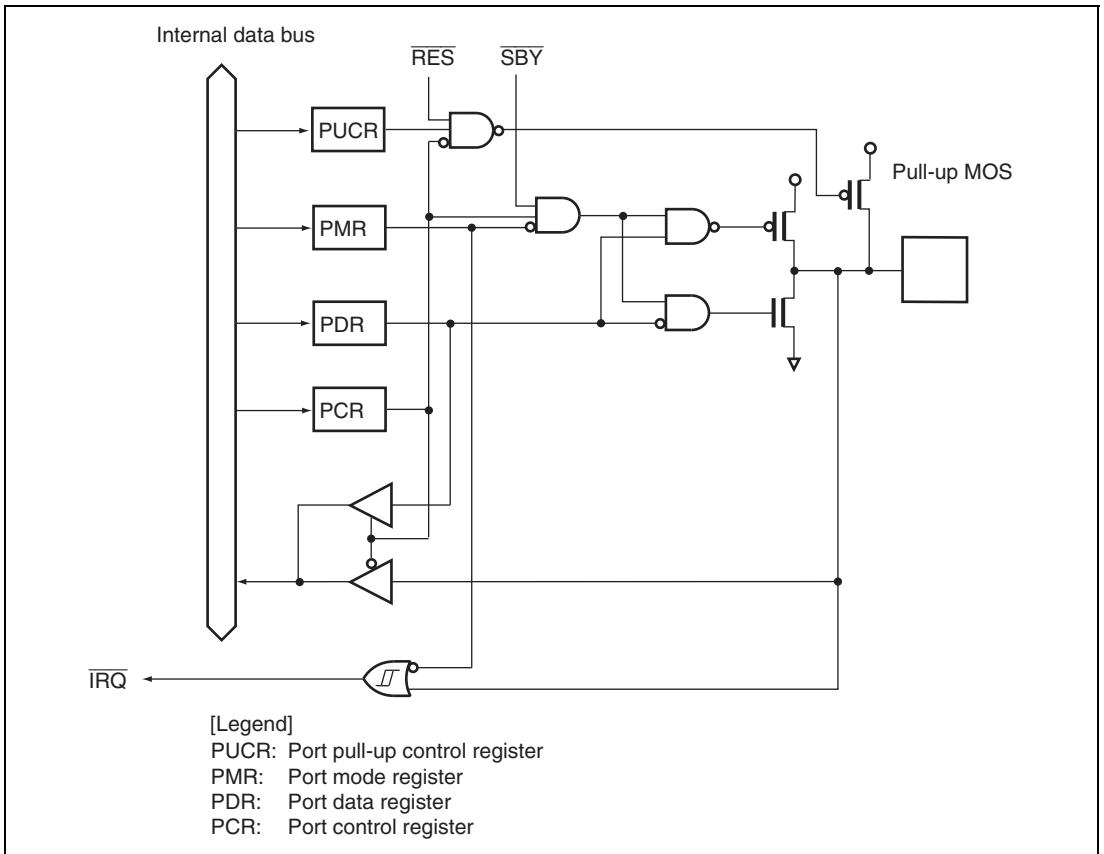 Internal data bus
RES
SBY
PUCR
Pull-up MOS
PMR
PDR
PCR
IRQ
[Legend]
PUCR: Port pull-up control register
PMR: Port mode register
PDR: Port data register
PCR: Port control register